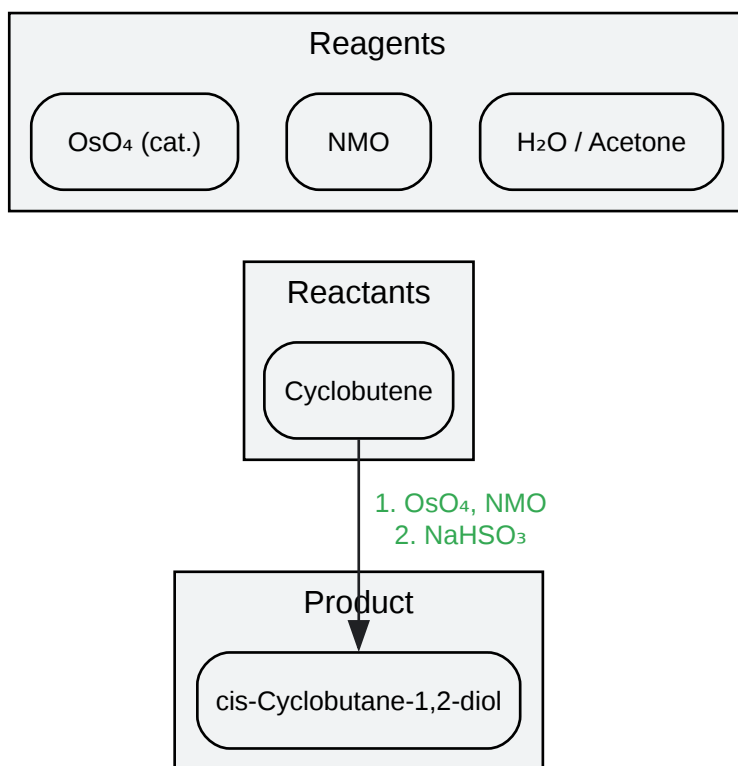 Reagents
OsO₄ (cat.)
NMO
H₂O / Acetone
Reactants
Cyclobutene
1. OsO₄, NMO
2. NaHSO₃
Product
cis-Cyclobutane-1,2-diol